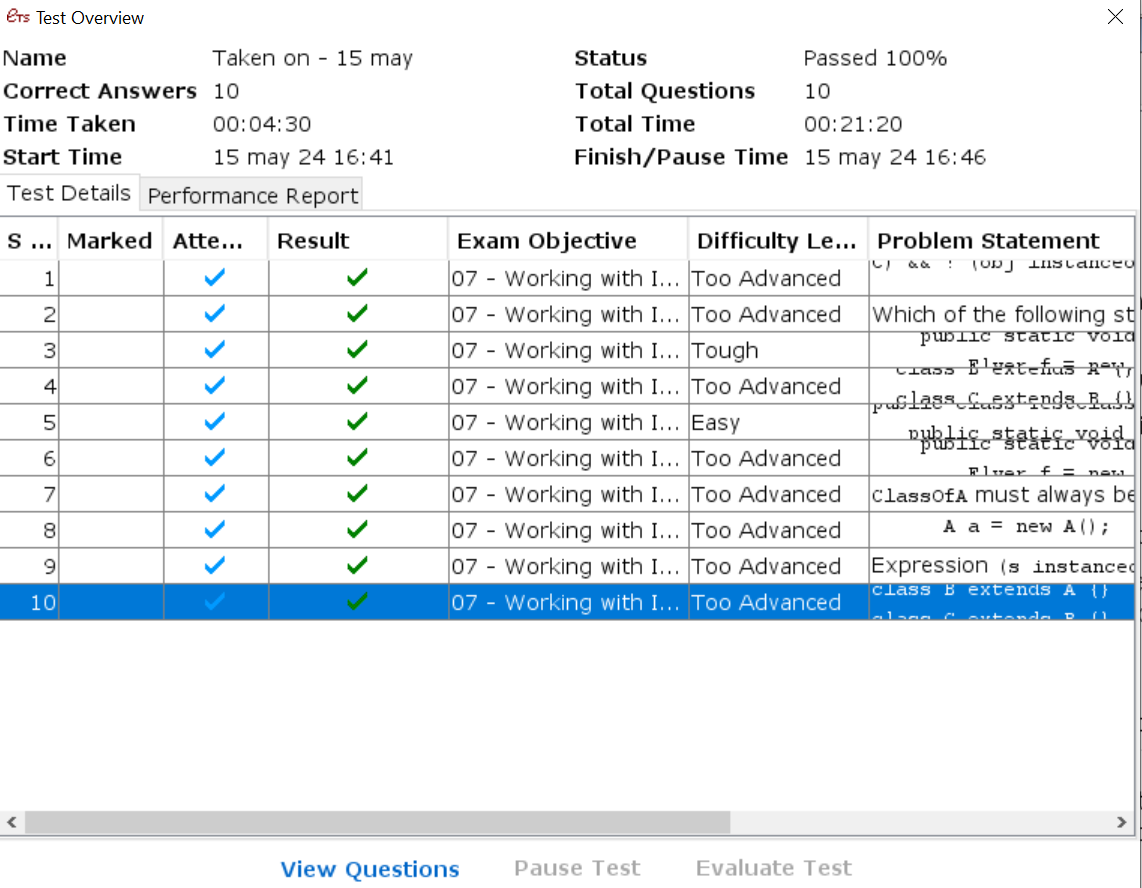 eTS Test Overview
Name Taken on - 15 may Status Passed 100%
Correct Answers 10 Total Questions 10
Time Taken 00:04:30 Total Time 00:21:20
Start Time 15 may 24 16:41 Finish/Pause Time 15 may 24 16:46
Test Details Performance Report
S ... Marked Atte... Result Exam Objective Difficulty Le... Problem Statement
C) && ! (obj instanceo
1 07 - Working with I... Too Advanced
2 07 - Working with I... Too Advanced Which of the following st
public static void
3 07 - Working with I... Tough
Flyer f = new
class B extends A {}
4 07 - Working with I... Too Advanced
class C extends B {}
public class TestClass
5 07 - Working with I... Easy
public static void
public static void
6 07 - Working with I... Too Advanced
Flyer f = new
7 07 - Working with I... Too Advanced ClassOfA must always be
8 07 - Working with I... Too Advanced A a = new A();
9 07 - Working with I... Too Advanced Expression (s instanceo
class B extends A {}
10 07 - Working with I... Too Advanced
class C extends B {}
View Questions Pause Test Evaluate Test